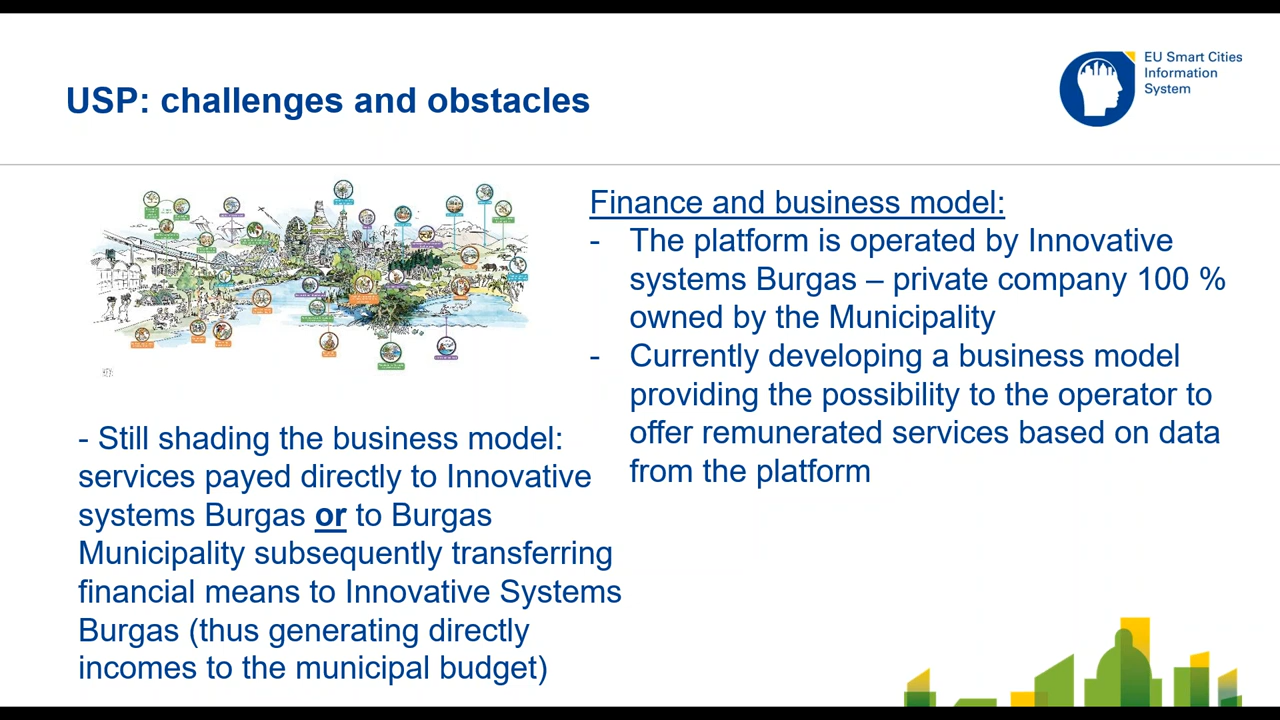 USP: challenges and obstacles
EU Smart Cities
Information
System
Finance and business model:
- The platform is operated by Innovative
systems Burgas – private company 100 %
owned by the Municipality
- Currently developing a business model
providing the possibility to the operator to
offer remunerated services based on data
from the platform
- Still shading the business model:
services payed directly to Innovative
systems Burgas or to Burgas
Municipality subsequently transferring
financial means to Innovative Systems
Burgas (thus generating directly
incomes to the municipal budget)